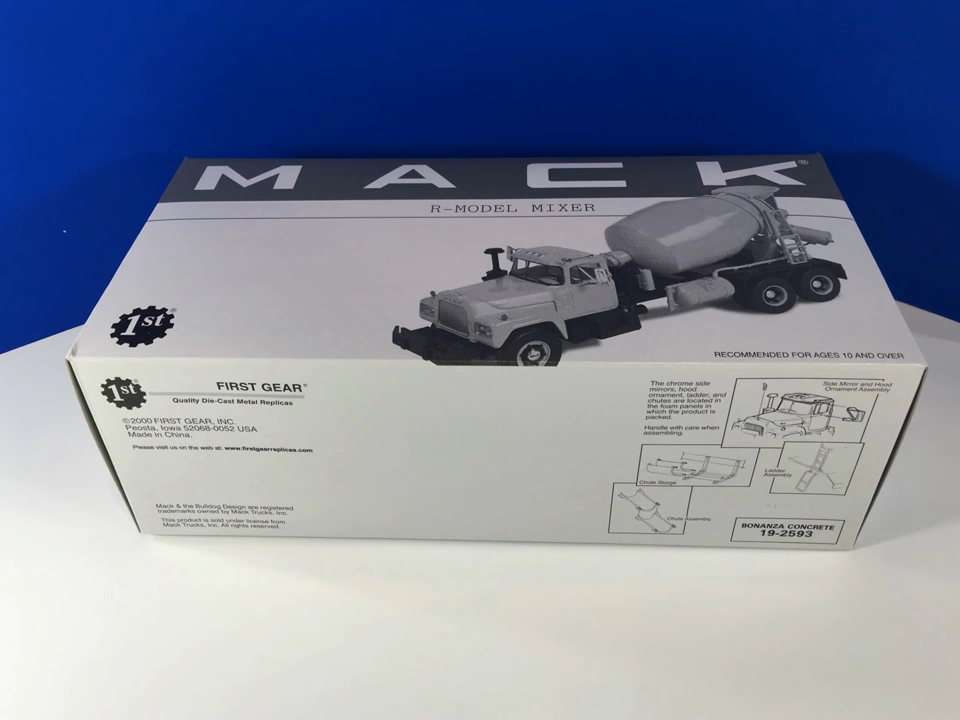 MACK®
R-MODEL MIXER
1st®
RECOMMENDED FOR AGES 10 AND OVER
1st
FIRST GEAR®
Quality Die-Cast Metal Replicas
©2000 FIRST GEAR, INC.
Peosta, Iowa 52068-0052 USA
Made in China.
Please visit us on the web at: www.firstgearreplicas.com
Mack & the Bulldog Design are registered
trademarks owned by Mack Trucks, Inc.
This product is sold under license from
Mack Trucks, Inc. All rights reserved.
The chrome side
mirrors, hood
ornament, ladder, and
chutes are located in
the foam panels in
which the product is
packed.
Handle with care when
assembling.
Side Mirror and Hood
Ornament Assembly
Chute Storge
Ladder
Assembly
Chute Assembly
BONANZA CONCRETE
19-2593